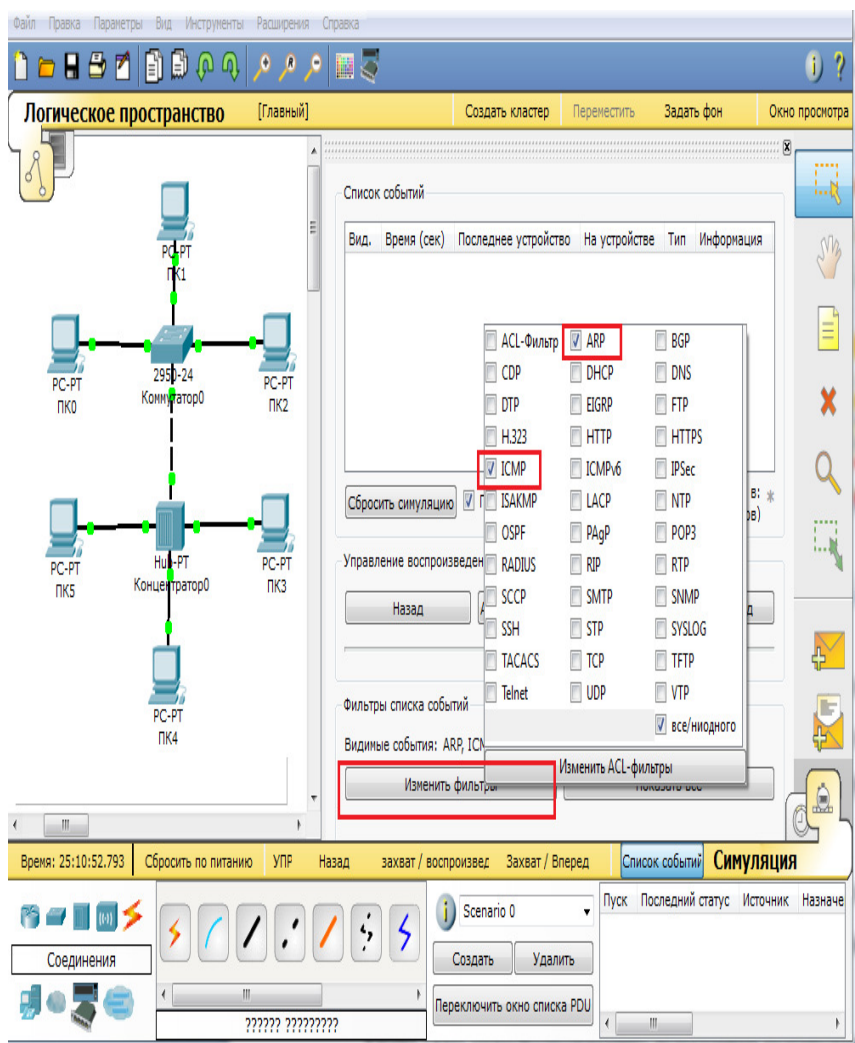 Файл Правка Параметры Вид Инструменты Расширения Справка
Логическое пространство [Главный] Создать кластер Переместить Задать фон Окно просмотра
Список событий
Вид. Время (сек) Последнее устройство На устройстве Тип Информация
PC-PT
ПК1
PC-PT
ПК0
2950-24
Коммутатор0
PC-PT
ПК2
PC-PT
ПК5
Hub-PT
Концентратор0
PC-PT
ПК3
PC-PT
ПК4
ACL-Фильтр ARP BGP
CDP DHCP DNS
DTP EIGRP FTP
H.323 HTTP HTTPS
ICMP ICMPv6 IPSec
ISAKMP LACP NTP
OSPF PAgP POP3
RADIUS RIP RTP
SCCP SMTP SNMP
SSH STP SYSLOG
TACACS TCP TFTP
Telnet UDP VTP
все/ниодного
Изменить ACL-фильтры
Сбросить симуляцию
Управление воспроизведен
Назад
Фильтры списка событий
Видимые события: ARP, ICM
Изменить фильтры
Время: 25:10:52.793 Сбросить по питанию УПР Назад захват / воспроизвед Захват / Вперед Список событий Симуляция
Соединения
?????? ?????????
Scenario 0
Создать Удалить
Переключить окно списка PDU
Пуск Последний статус Источник Назначе